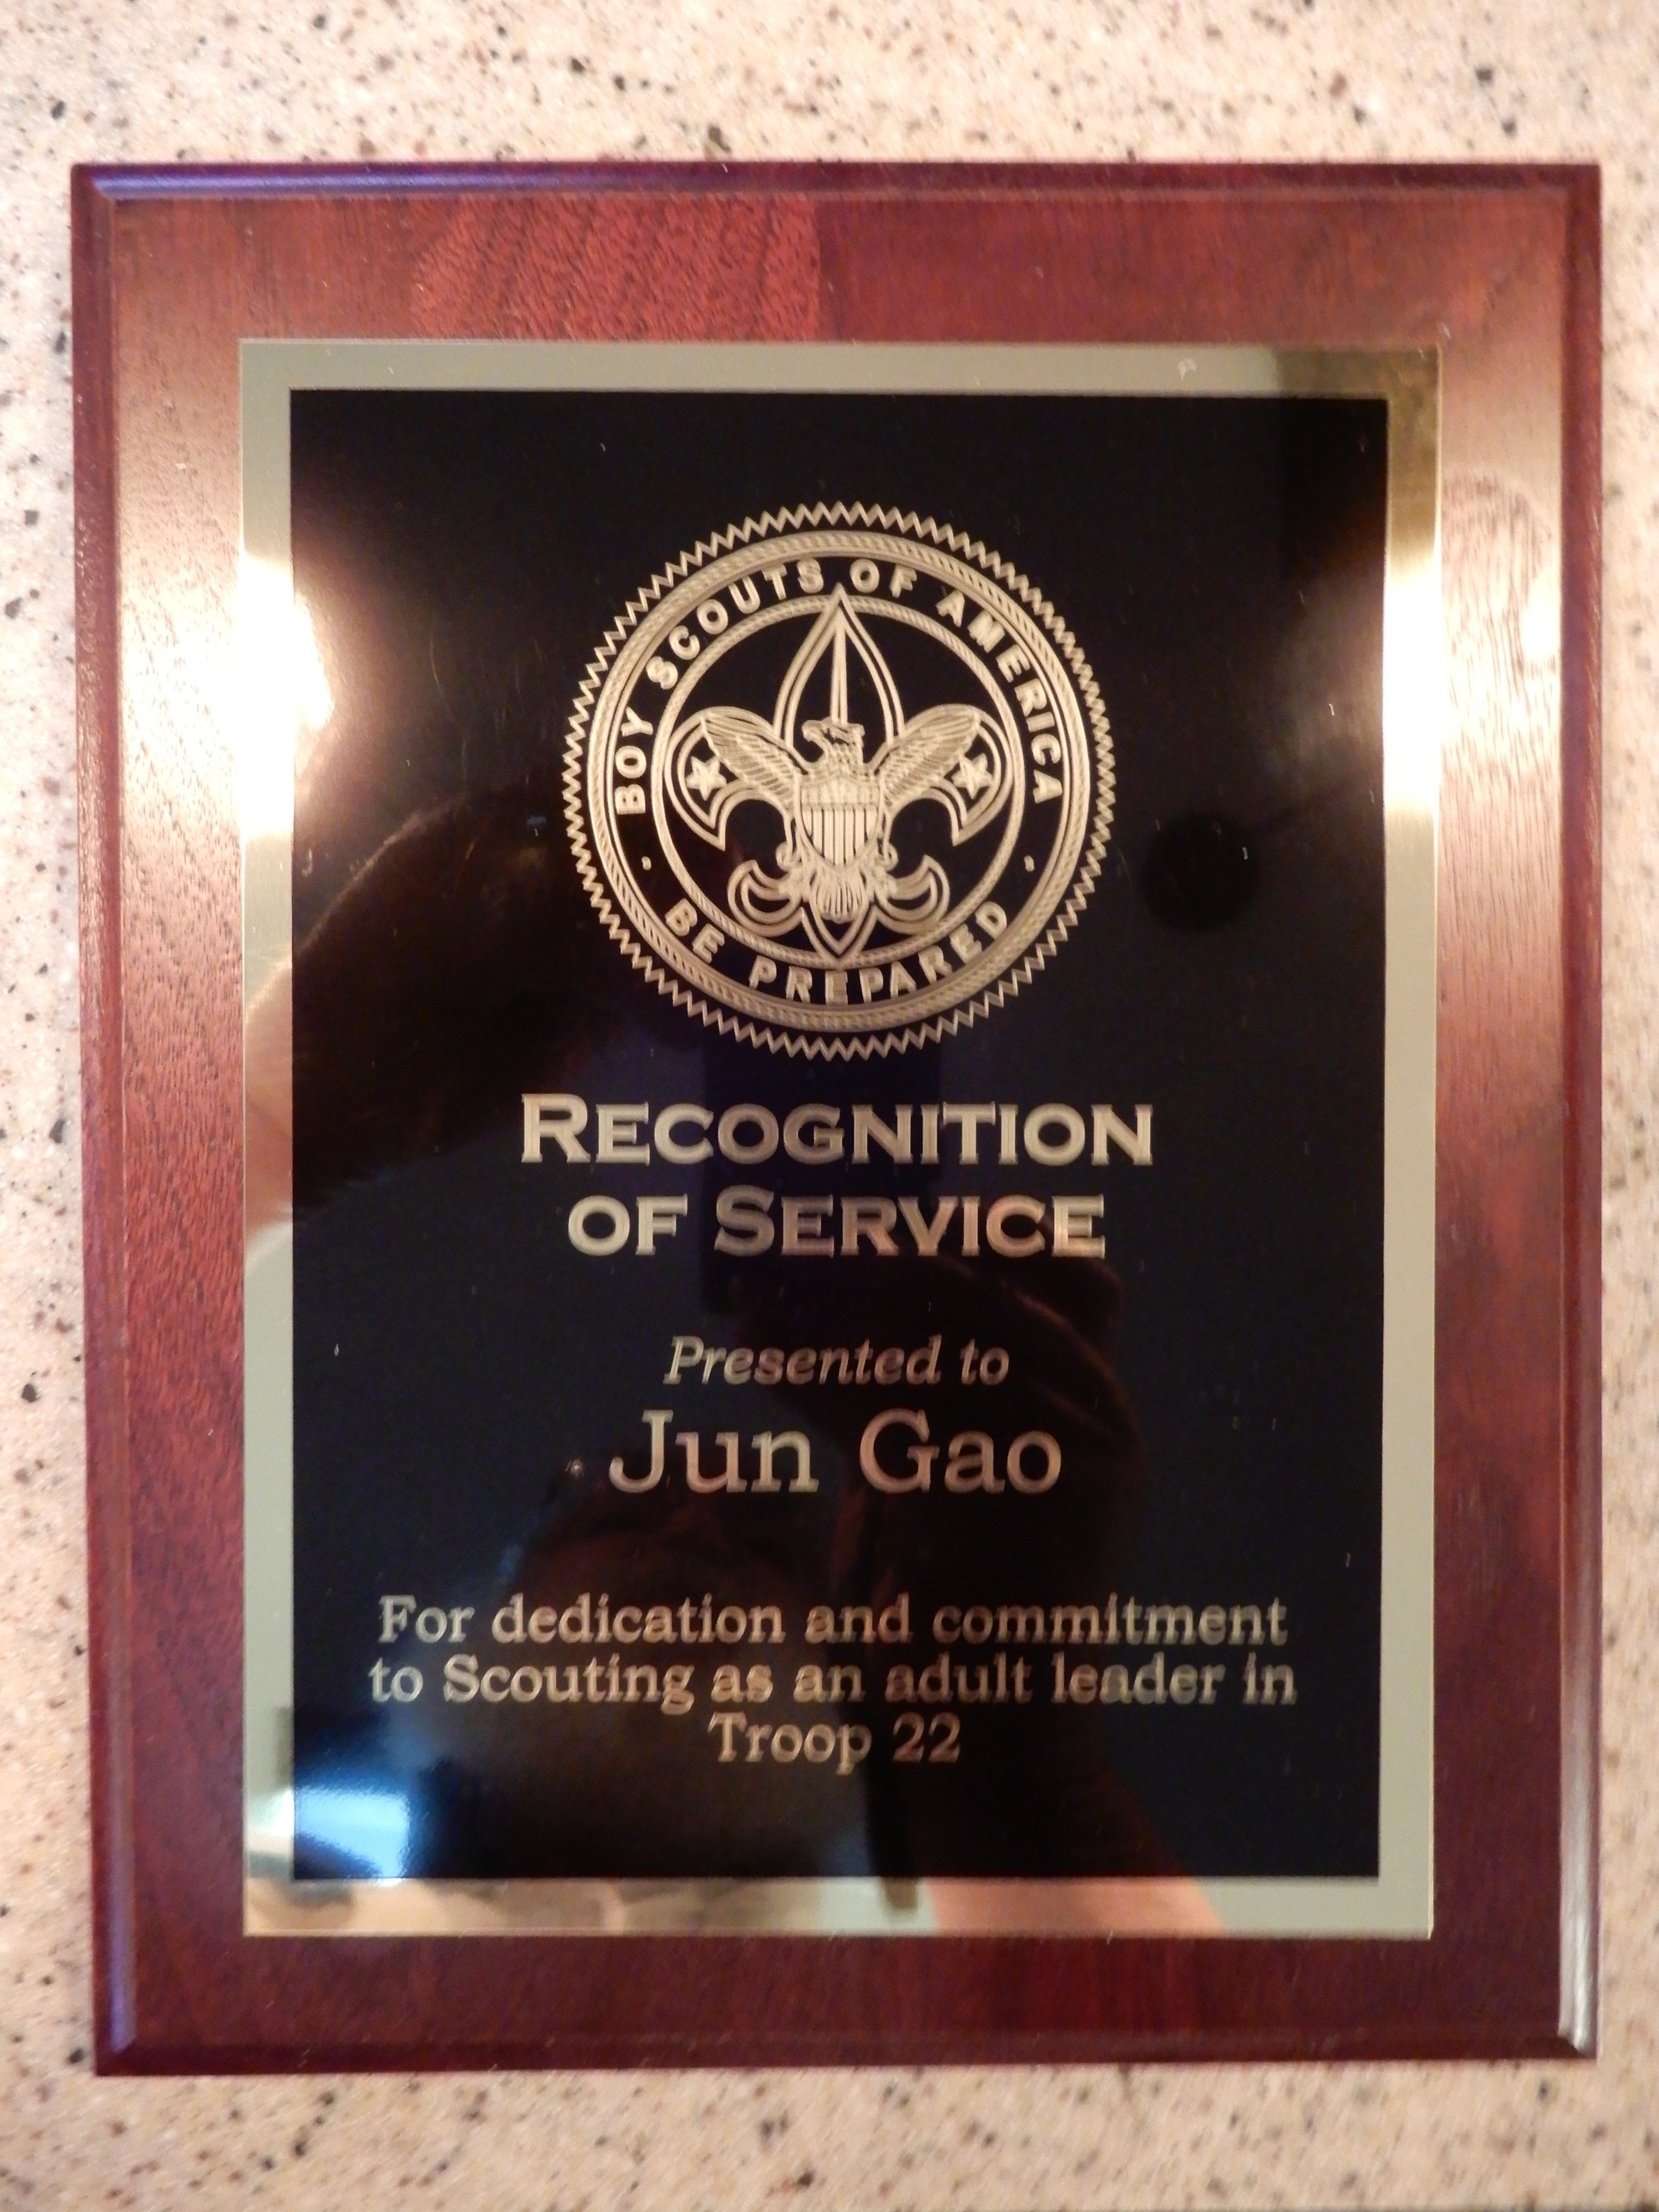 BOY SCOUTS OF AMERICA
BE PREPARED
RECOGNITION
OF SERVICE
Presented to
Jun Gao
For dedication and commitment
to Scouting as an adult leader in
Troop 22